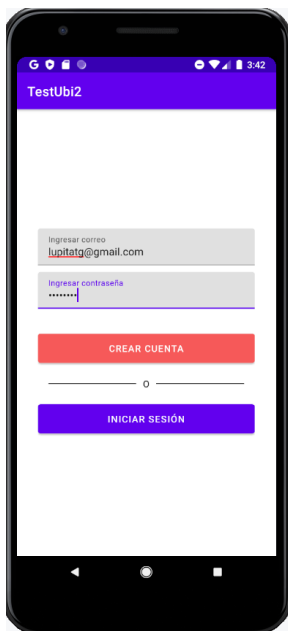 3:42
TestUbi2
Ingresar correo
lupitatg@gmail.com
Ingresar contraseña
••••••••
CREAR CUENTA
O
INICIAR SESIÓN